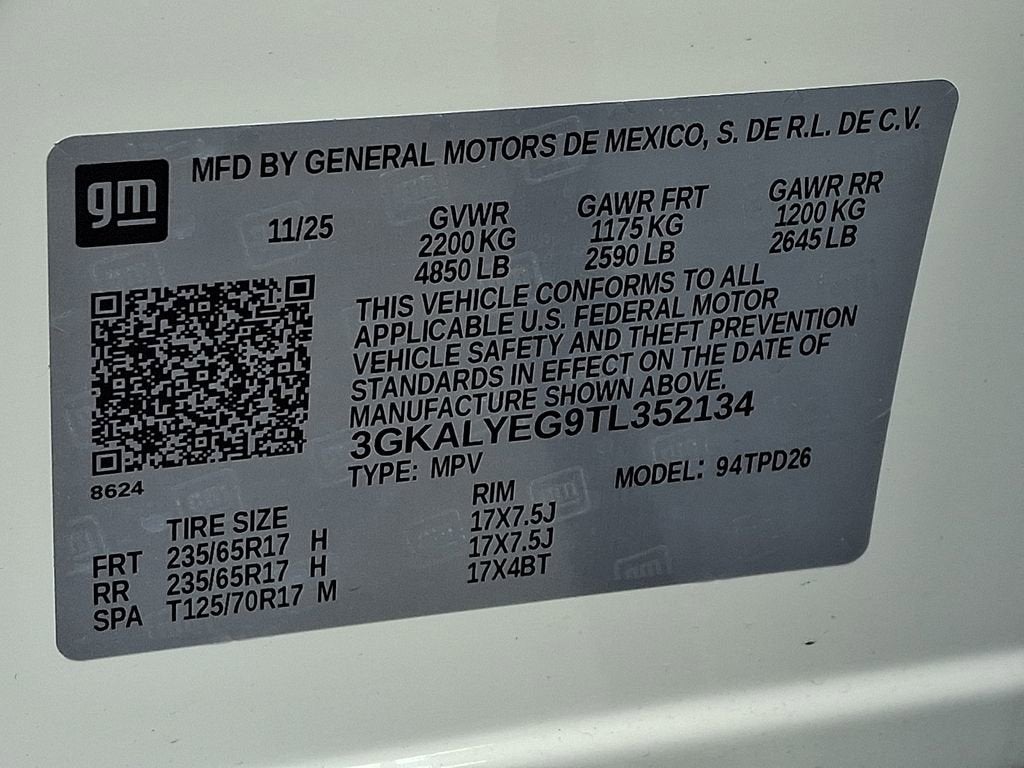 gm
MFD BY GENERAL MOTORS DE MEXICO, S. DE R.L. DE C.V.
11/25
GVWR
2200 KG
4850 LB
GAWR FRT
1175 KG
2590 LB
GAWR RR
1200 KG
2645 LB
THIS VEHICLE CONFORMS TO ALL
APPLICABLE U.S. FEDERAL MOTOR
VEHICLE SAFETY AND THEFT PREVENTION
STANDARDS IN EFFECT ON THE DATE OF
MANUFACTURE SHOWN ABOVE.
3GKALYEG9TL352134
TYPE: MPV MODEL: 94TPD26
8624
TIRE SIZE RIM
FRT 235/65R17 H 17X7.5J
RR 235/65R17 H 17X7.5J
SPA T125/70R17 M 17X4BT